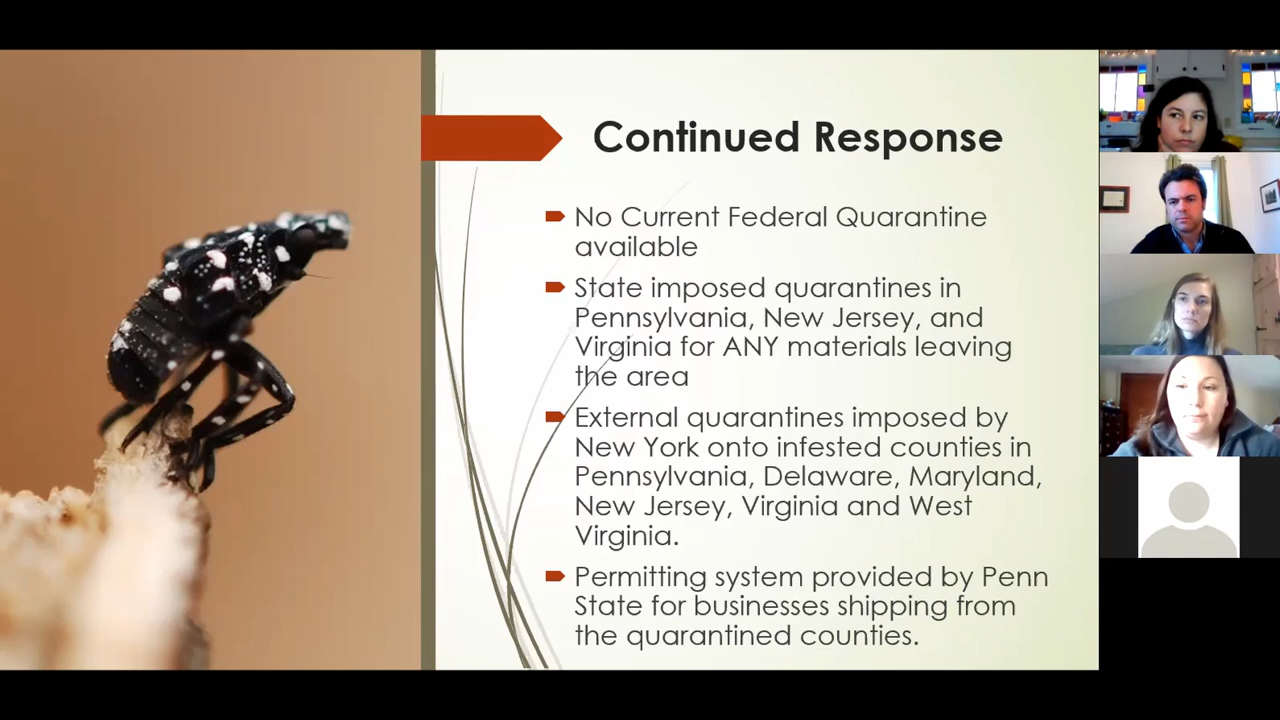 Continued Response
No Current Federal Quarantine
available
State imposed quarantines in
Pennsylvania, New Jersey, and
Virginia for ANY materials leaving
the area
External quarantines imposed by
New York onto infested counties in
Pennsylvania, Delaware, Maryland,
New Jersey, Virginia and West
Virginia.
Permitting system provided by Penn
State for businesses shipping from
the quarantined counties.